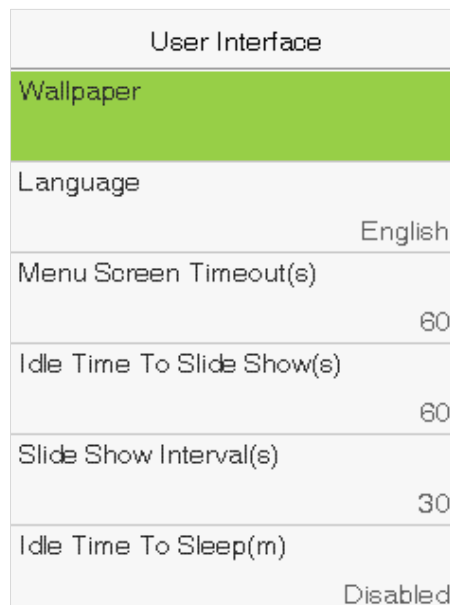 User Interface
Wallpaper
Language
English
Menu Screen Timeout(s)
60
Idle Time To Slide Show(s)
60
Slide Show Interval(s)
30
Idle Time To Sleep(m)
Disabled